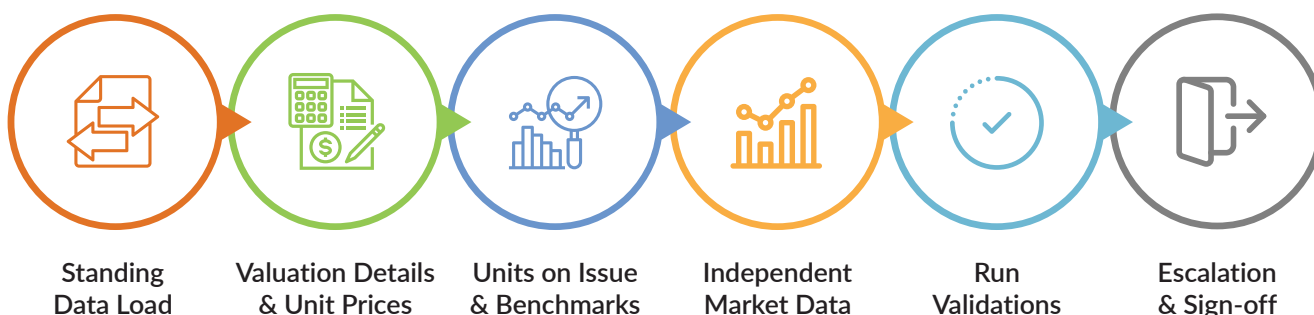 Standing
Data Load
Valuation Details
& Unit Prices
Units on Issue
& Benchmarks
Independent
Market Data
Run
Validations
Escalation
& Sign-off
$